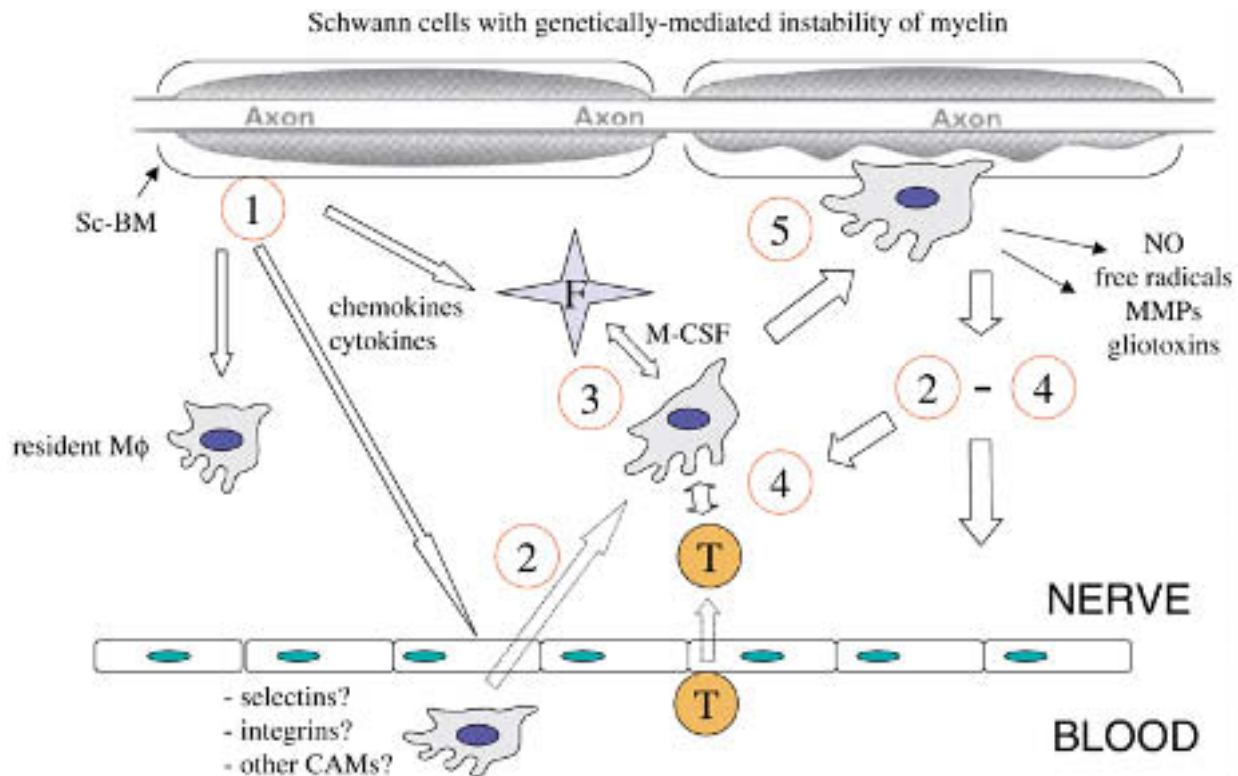 Schwann cells with genetically-mediated instability of myelin
Axon
Axon
Axon
Sc-BM
1
5
NO
free radicals
MMPs
gliotoxins
F
chemokines
cytokines
M-CSF
3
2 - 4
resident Mϕ
4
2
T
NERVE
T
- selectins?
- integrins?
- other CAMs?
BLOOD